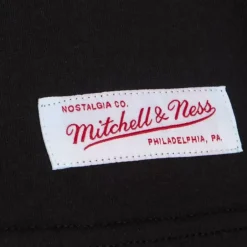 NOSTALGIA CO.
Mitchell & Ness
PHILADELPHIA, PA.